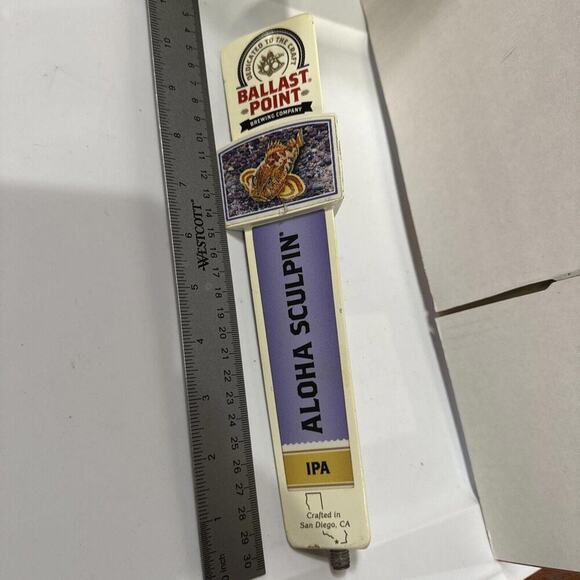 DEDICATED TO THE CRAFT
BALLAST
POINT
BREWING COMPANY
ALOHA SCULPIN®
IPA
Crafted in
San Diego, CA
WESTCOTT®